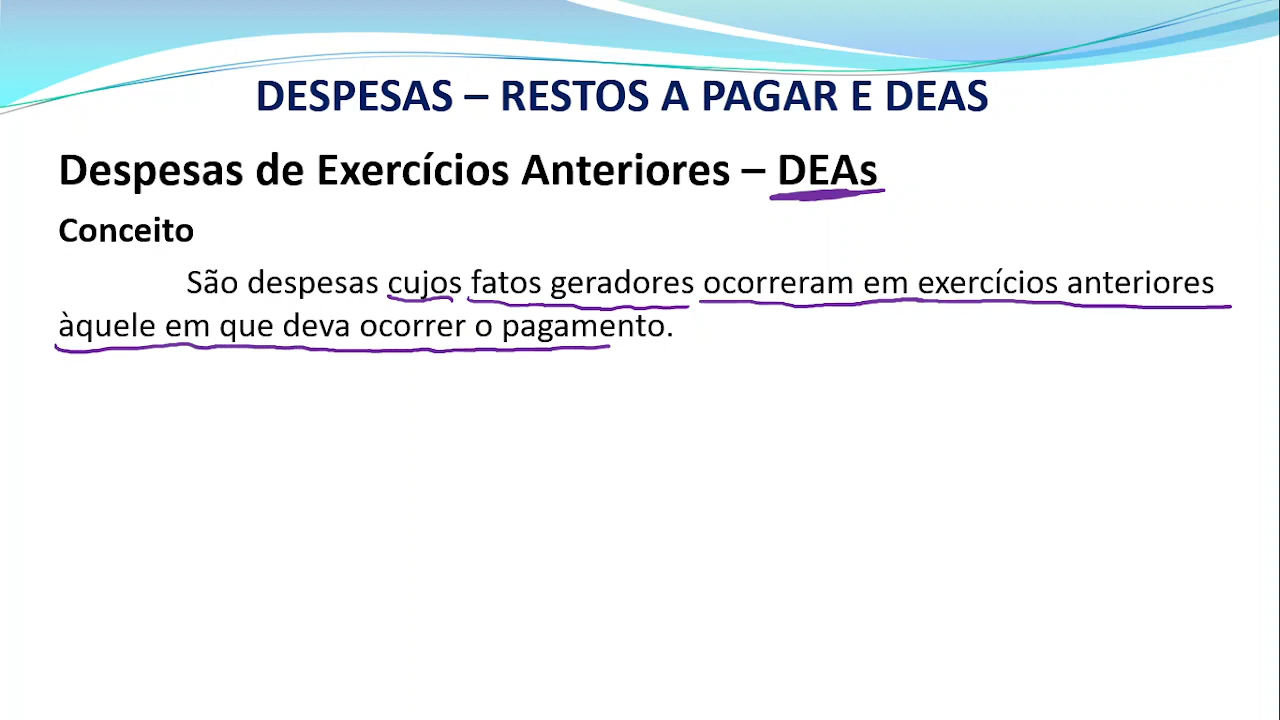 DESPESAS – RESTOS A PAGAR E DEAS
Despesas de Exercícios Anteriores – DEAs
Conceito
São despesas cujos fatos geradores ocorreram em exercícios anteriores
àquele em que deva ocorrer o pagamento.